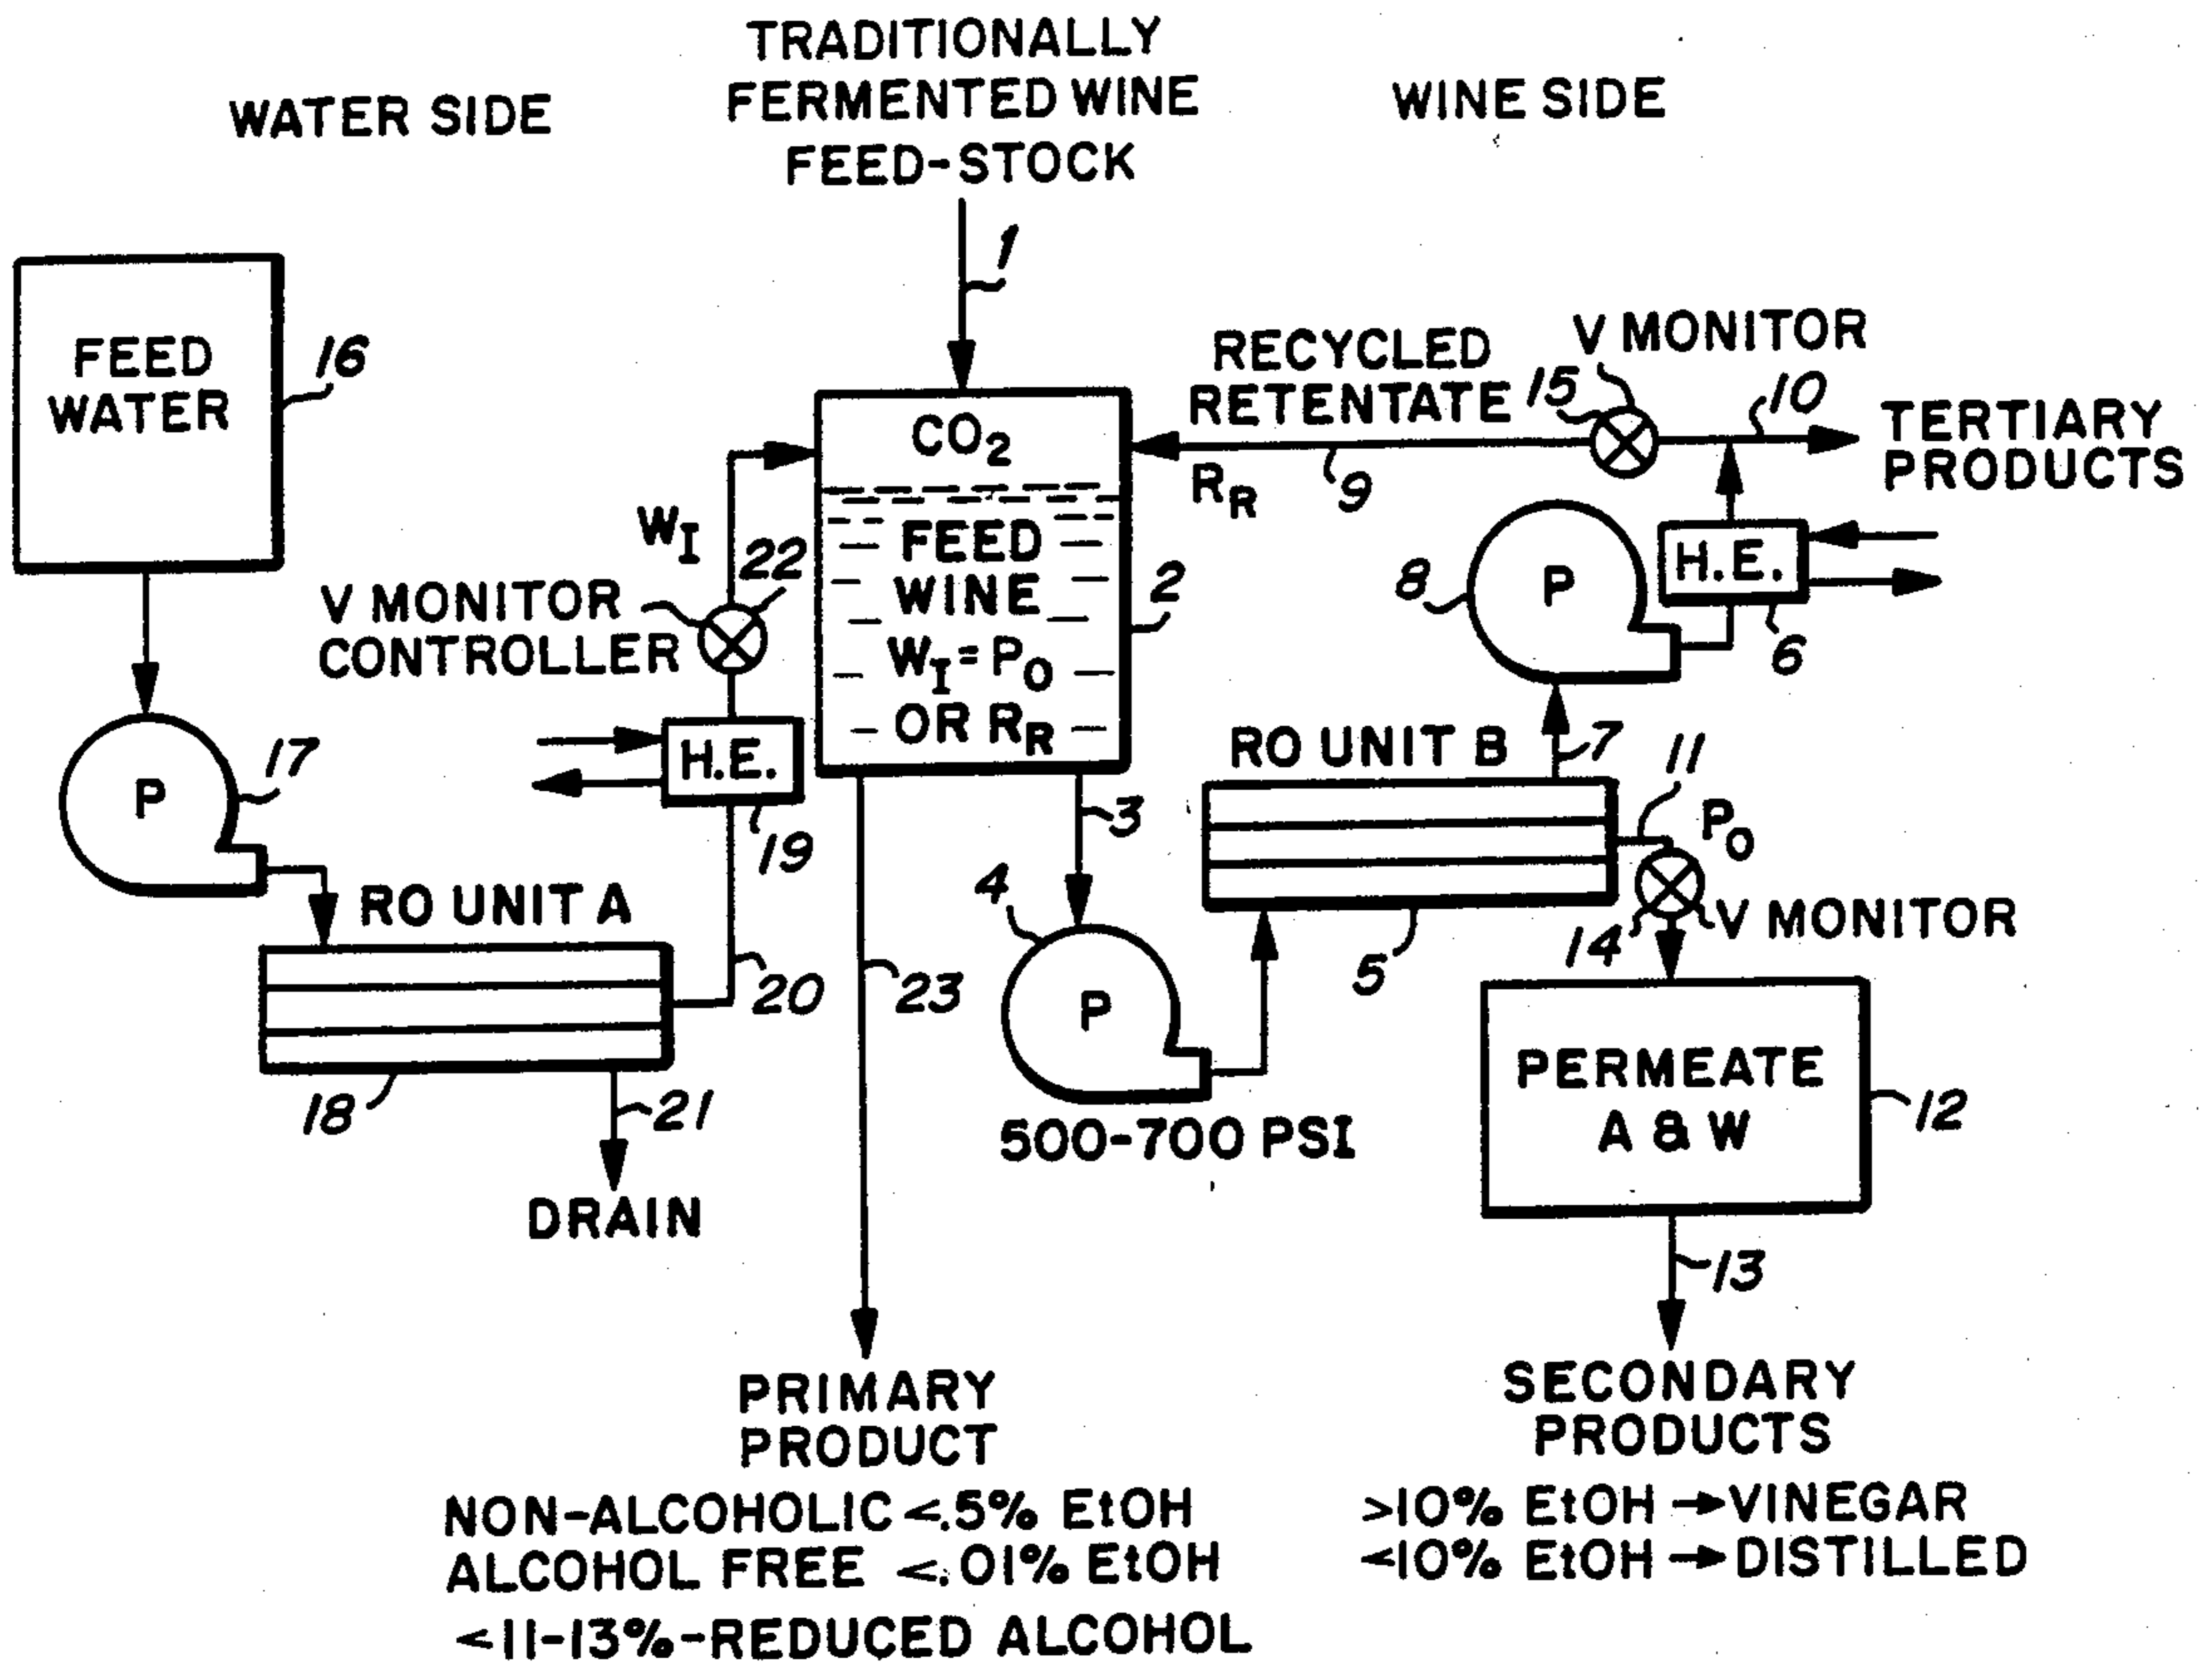 TRADITIONALLY
FERMENTED WINE
FEED-STOCK
WATER SIDE
WINE SIDE
1
FEED
WATER
16
CO2
RECYCLED
RETENTATE
RR
9
15
V MONITOR
10
TERTIARY
PRODUCTS
WI
22
V MONITOR
CONTROLLER
FEED
WINE
WI=PO
OR RR
2
8
P
H.E.
6
P
17
H.E.
19
3
RO UNIT B
7
11
PO
14
V MONITOR
5
4
P
500-700 PSI
RO UNIT A
20
18
21
DRAIN
23
PERMEATE
A & W
12
13
PRIMARY
PRODUCT
NON-ALCOHOLIC <.5% EtOH
ALCOHOL FREE <.01% EtOH
<11-13%-REDUCED ALCOHOL
SECONDARY
PRODUCTS
>10% EtOH → VINEGAR
<10% EtOH → DISTILLED